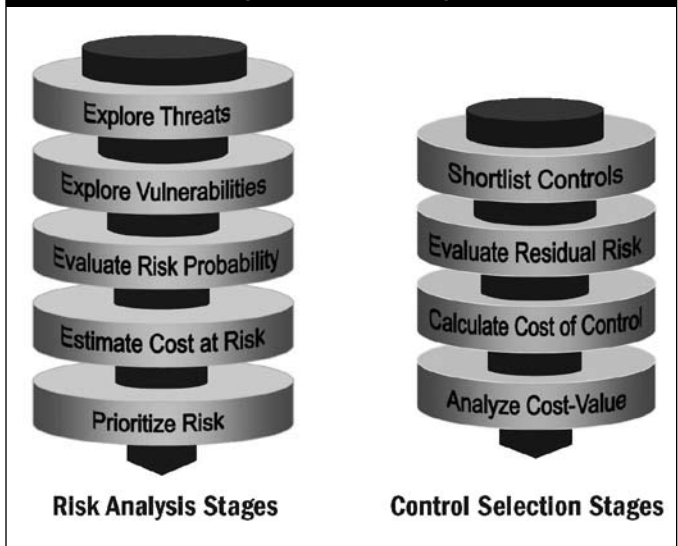 Explore Threats
Explore Vulnerabilities
Evaluate Risk Probability
Estimate Cost at Risk
Prioritize Risk
Risk Analysis Stages
Shortlist Controls
Evaluate Residual Risk
Calculate Cost of Control
Analyze Cost-Value
Control Selection Stages